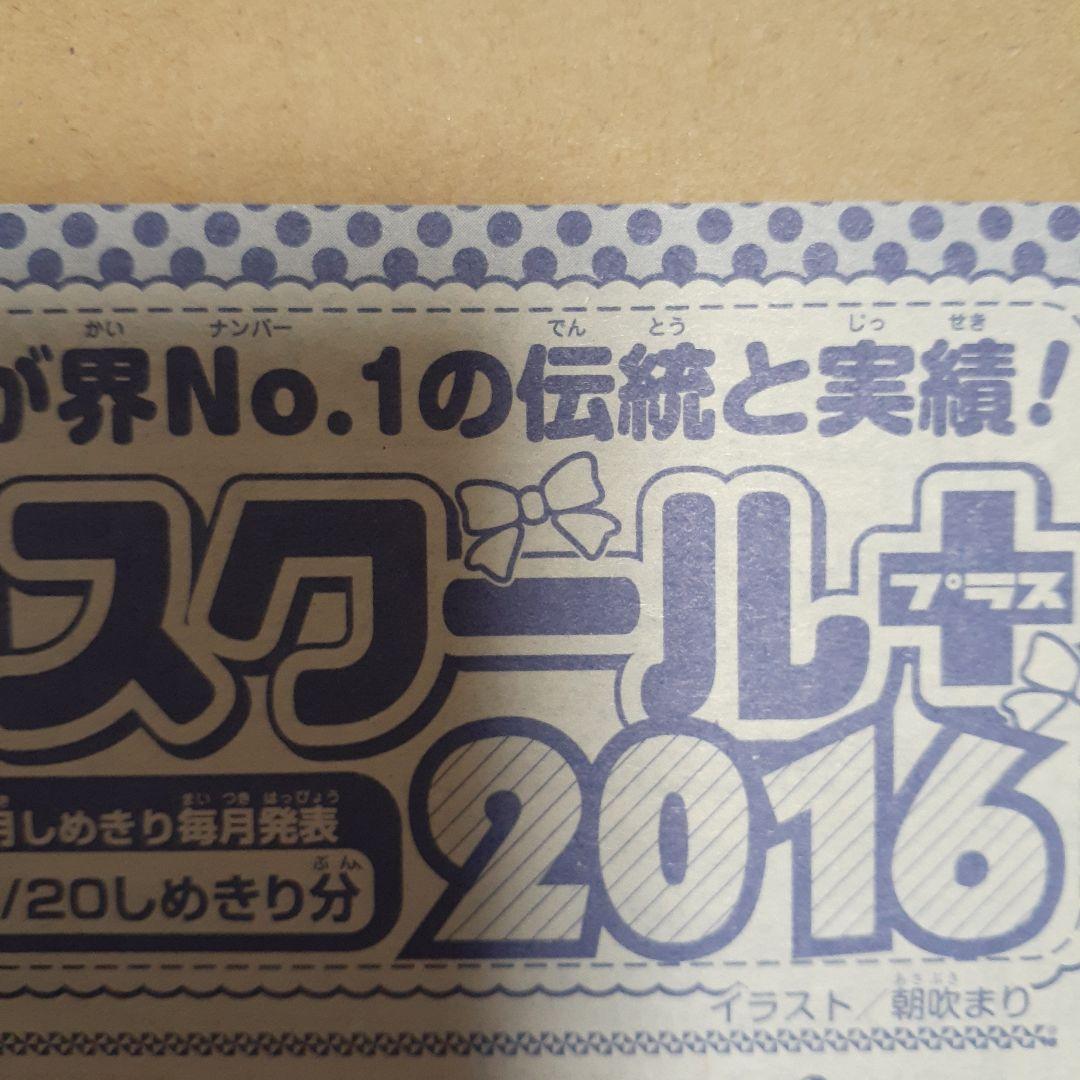 かい ナンバー でん とう じっ せき
が界No.1の伝統と実績!
スクール+
プラス
2016
まい つき はっぴょう
月しめきり毎月発表
ぶん
/20しめきり分
あさぶき
イラスト/朝吹まり